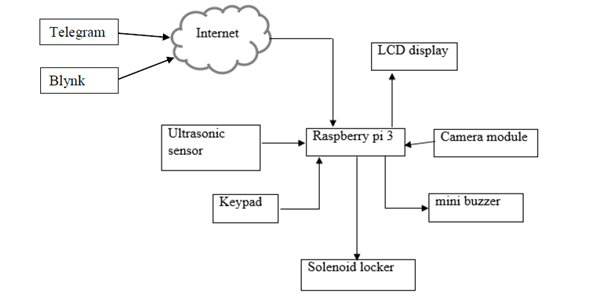 Telegram
Internet
LCD display
Blynk
Ultrasonic
sensor
Raspberry pi 3
Camera module
Keypad
mini buzzer
Solenoid locker